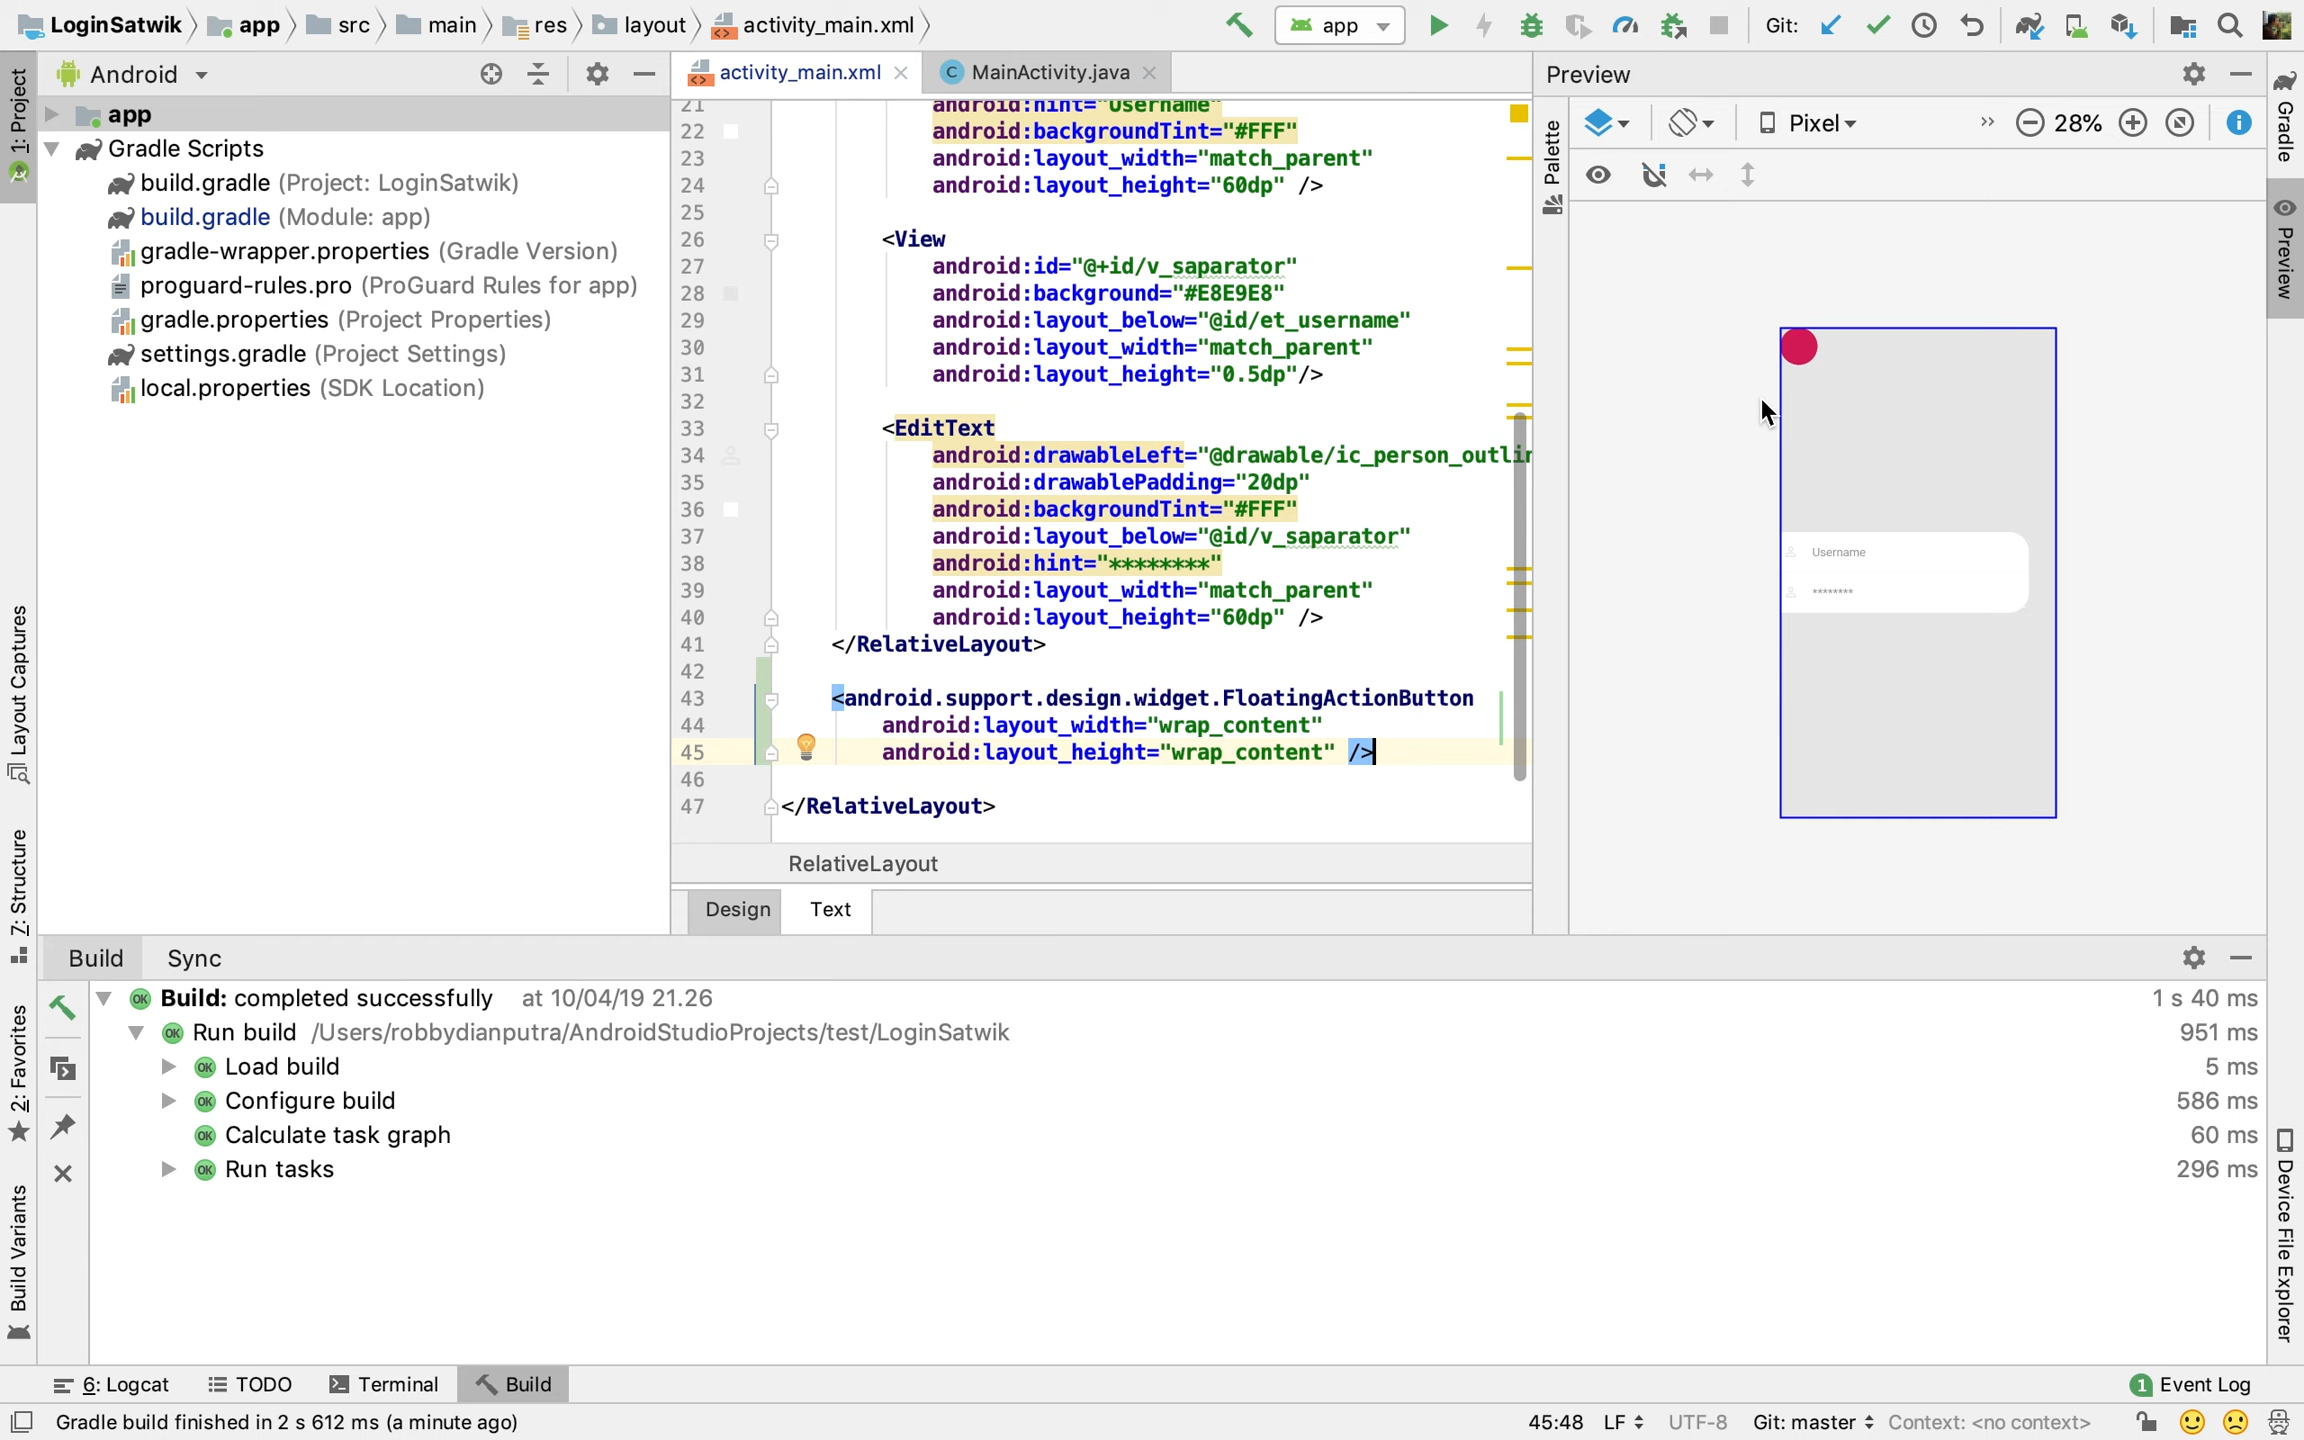 LoginSatwik app src main res layout activity_main.xml app Git:
Android
app
Gradle Scripts
build.gradle (Project: LoginSatwik)
build.gradle (Module: app)
gradle-wrapper.properties (Gradle Version)
proguard-rules.pro (ProGuard Rules for app)
gradle.properties (Project Properties)
settings.gradle (Project Settings)
local.properties (SDK Location)
1: Project
Layout Captures
Z: Structure
2: Favorites
Build Variants
activity_main.xml MainActivity.java
21 android:hint="Username"
22 android:backgroundTint="#FFF"
23 android:layout_width="match_parent"
24 android:layout_height="60dp" />
25
26 <View
27 android:id="@+id/v_saparator"
28 android:background="#E8E9E8"
29 android:layout_below="@id/et_username"
30 android:layout_width="match_parent"
31 android:layout_height="0.5dp"/>
32
33 <EditText
34 android:drawableLeft="@drawable/ic_person_outlin
35 android:drawablePadding="20dp"
36 android:backgroundTint="#FFF"
37 android:layout_below="@id/v_saparator"
38 android:hint="********"
39 android:layout_width="match_parent"
40 android:layout_height="60dp" />
41 </RelativeLayout>
42
43 <android.support.design.widget.FloatingActionButton
44 android:layout_width="wrap_content"
45 android:layout_height="wrap_content" />
46
47 </RelativeLayout>
RelativeLayout
Design Text
Preview
Palette
Pixel 28%
Username
********
Gradle
Preview
Device File Explorer
Build Sync
Build: completed successfully at 10/04/19 21.26 1 s 40 ms
Run build /Users/robbydianputra/AndroidStudioProjects/test/LoginSatwik 951 ms
Load build 5 ms
Configure build 586 ms
Calculate task graph 60 ms
Run tasks 296 ms
6: Logcat TODO Terminal Build 1 Event Log
Gradle build finished in 2 s 612 ms (a minute ago) 45:48 LF UTF-8 Git: master Context: <no context>